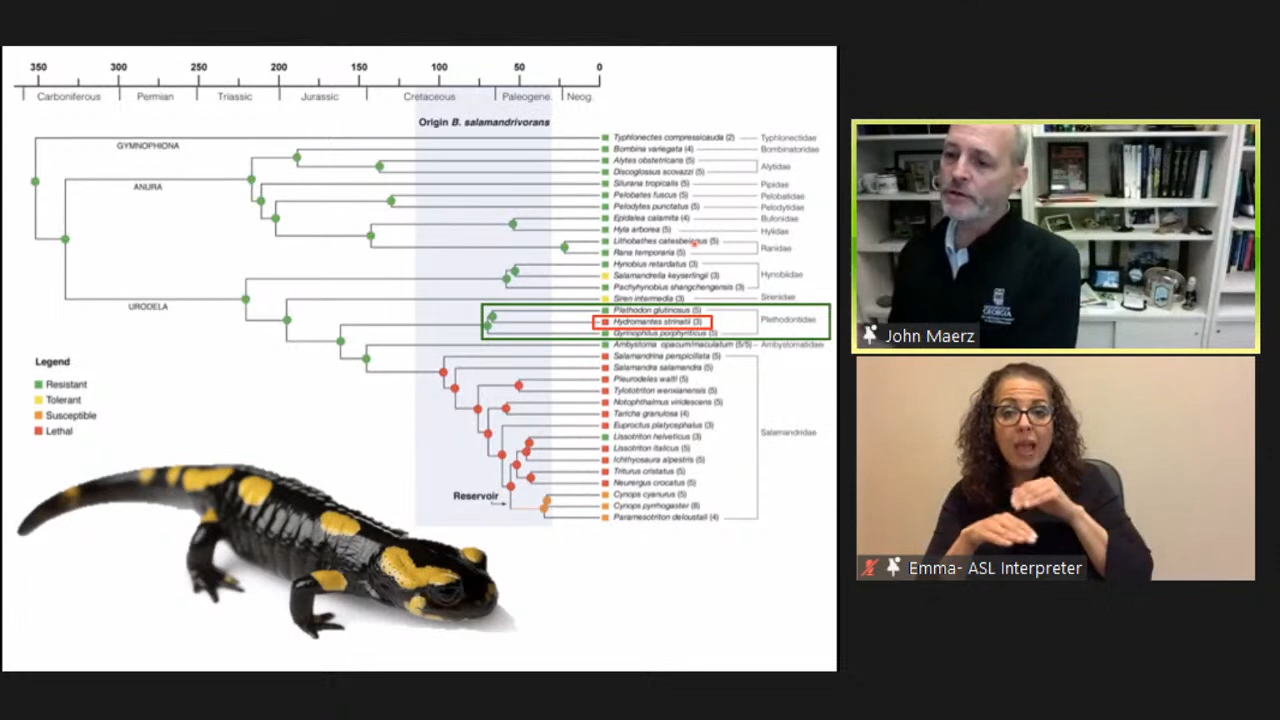 350 300 250 200 150 100 50 0
Carboniferous Permian Triassic Jurassic Cretaceous Paleogene. Neog.
Origin B. salamandrivorans
GYMNOPHIONA
ANURA
URODELA
Typhlonectes compressicauda (2) Typhlonectidae
Bombina variegata (4) Bombinatoridae
Alytes obstetricans (5)
Alytidae
Discoglossus scovazzi (5)
Silurana tropicalis (5) Pipidae
Pelobates fuscus (5) Pelobatidae
Pelodytes punctatus (5) Pelodytidae
Epidalea calamita (4) Bufonidae
Hyla arborea (5) Hylidae
Lithobates catesbeianus (5)
Ranidae
Rana temporaria (5)
Hynobius retardatus (3)
Salamandrella keyserlingii (3) Hynobiidae
Pachyhynobius shangchengensis (3)
Siren intermedia (3) Sirenidae
Plethodon glutinosus (5)
Hydromantes strinatii (3) Plethodontidae
Gyrinophilus porphyriticus (5)
Ambystoma opacum/maculatum (5/5) Ambystomatidae
Salamandrina perspicillata (5)
Salamandra salamandra (5)
Pleurodeles waltl (5)
Tylototriton wenxianensis (5)
Notophthalmus viridescens (5)
Taricha granulosa (4)
Euproctus platycephalus (3)
Salamandridae
Lissotriton helveticus (3)
Lissotriton italicus (5)
Ichthyosaura alpestris (5)
Triturus cristatus (5)
Neurergus crocatus (5)
Cynops cyanurus (5)
Cynops pyrrhogaster (8)
Paramesotriton deloustali (4)
Reservoir
Legend
Resistant
Tolerant
Susceptible
Lethal
GEORGIA
John Maerz
Emma- ASL Interpreter